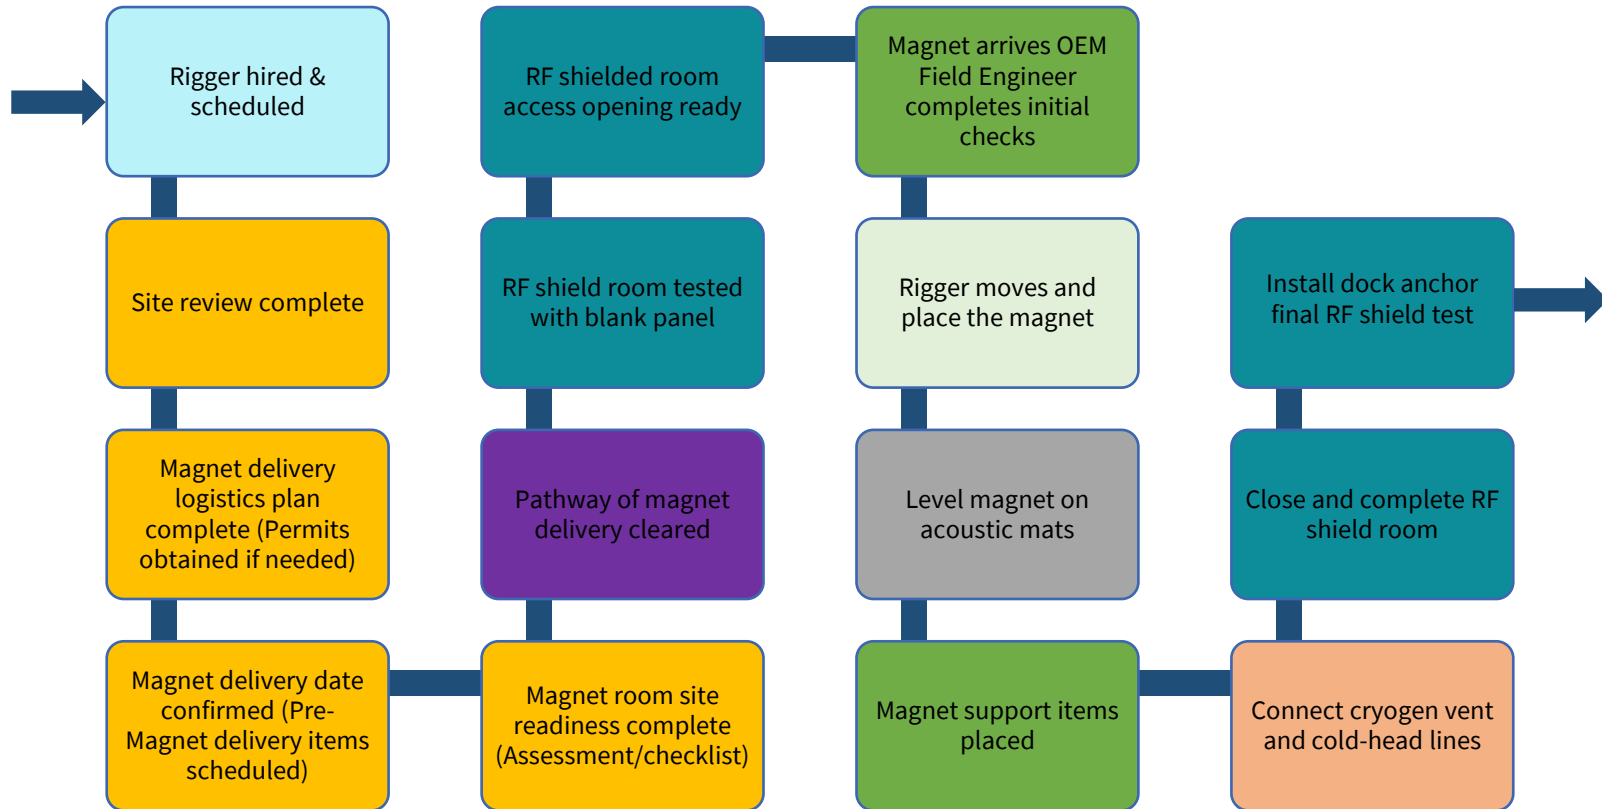 Rigger hired &
scheduled
Site review complete
Magnet delivery
logistics plan
complete (Permits
obtained if needed)
Magnet delivery date
confirmed (Pre-
Magnet delivery items
scheduled)
Magnet room site
readiness complete
(Assessment/checklist)
Pathway of magnet
delivery cleared
RF shield room tested
with blank panel
RF shielded room
access opening ready
Magnet arrives OEM
Field Engineer
completes initial
checks
Rigger moves and
place the magnet
Level magnet on
acoustic mats
Magnet support items
placed
Connect cryogen vent
and cold-head lines
Close and complete RF
shield room
Install dock anchor
final RF shield test